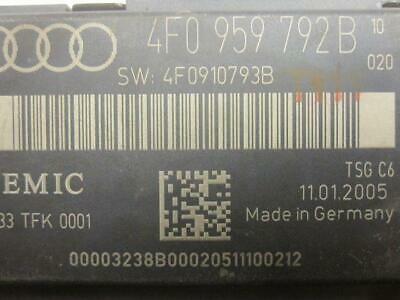 4F0 959 792B 10
020
SW: 4F0910793B
EMIC
TSG C6
11.01.2005
33 TFK 0001
Made in Germany
00003238B00020511100212